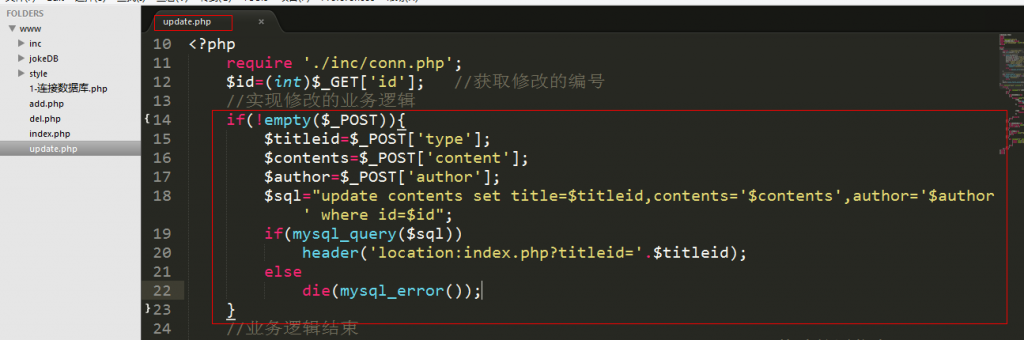 FOLDERS
www
inc
jokeDB
style
1-连接数据库.php
add.php
del.php
index.php
update.php
update.php ×
10 <?php
11 require './inc/conn.php';
12 $id=(int)$_GET['id']; //获取修改的编号
13 //实现修改的业务逻辑
14 if(!empty($_POST)){
15 $titleid=$_POST['type'];
16 $contents=$_POST['content'];
17 $author=$_POST['author'];
18 $sql="update contents set title=$titleid,contents='$contents',author='$author
' where id=$id";
19 if(mysql_query($sql))
20 header('location:index.php?titleid='.$titleid);
21 else
22 die(mysql_error());
23 }
24 //业务逻辑结束